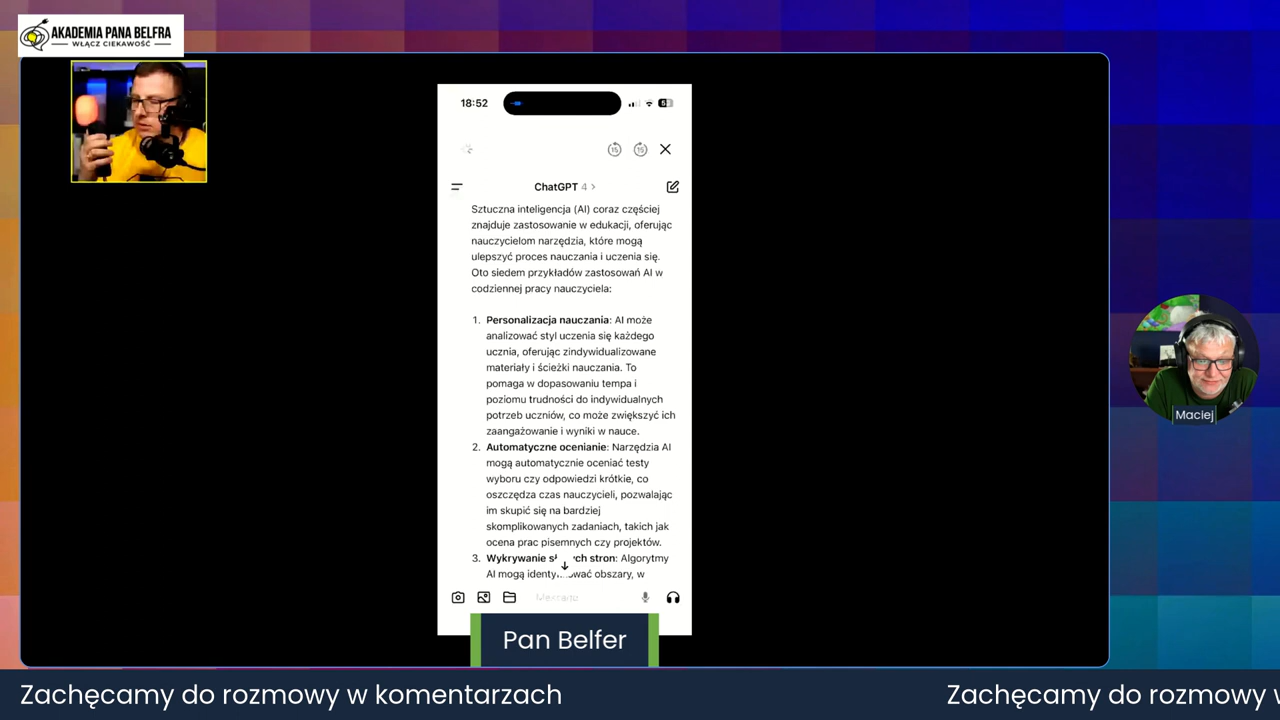 AKADEMIA PANA BELFRA
WŁĄCZ CIEKAWOŚĆ
18:52
15 15
ChatGPT 4 >
Sztuczna inteligencja (AI) coraz częściej
znajduje zastosowanie w edukacji, oferując
nauczycielom narzędzia, które mogą
ulepszyć proces nauczania i uczenia się.
Oto siedem przykładów zastosowań AI w
codziennej pracy nauczyciela:
1. Personalizacja nauczania: AI może
analizować styl uczenia się każdego
ucznia, oferując zindywidualizowane
materiały i ścieżki nauczania. To
pomaga w dopasowaniu tempa i
poziomu trudności do indywidualnych
potrzeb uczniów, co może zwiększyć ich
zaangażowanie i wyniki w nauce.
2. Automatyczne ocenianie: Narzędzia AI
mogą automatycznie oceniać testy
wyboru czy odpowiedzi krótkie, co
oszczędza czas nauczycieli, pozwalając
im skupić się na bardziej
skomplikowanych zadaniach, takich jak
ocena prac pisemnych czy projektów.
3. Wykrywanie stron: Algorytmy
AI mogą obszary, w
Maciej
Pan Belfer
Zachęcamy do rozmowy w komentarzach
Zachęcamy do rozmowy